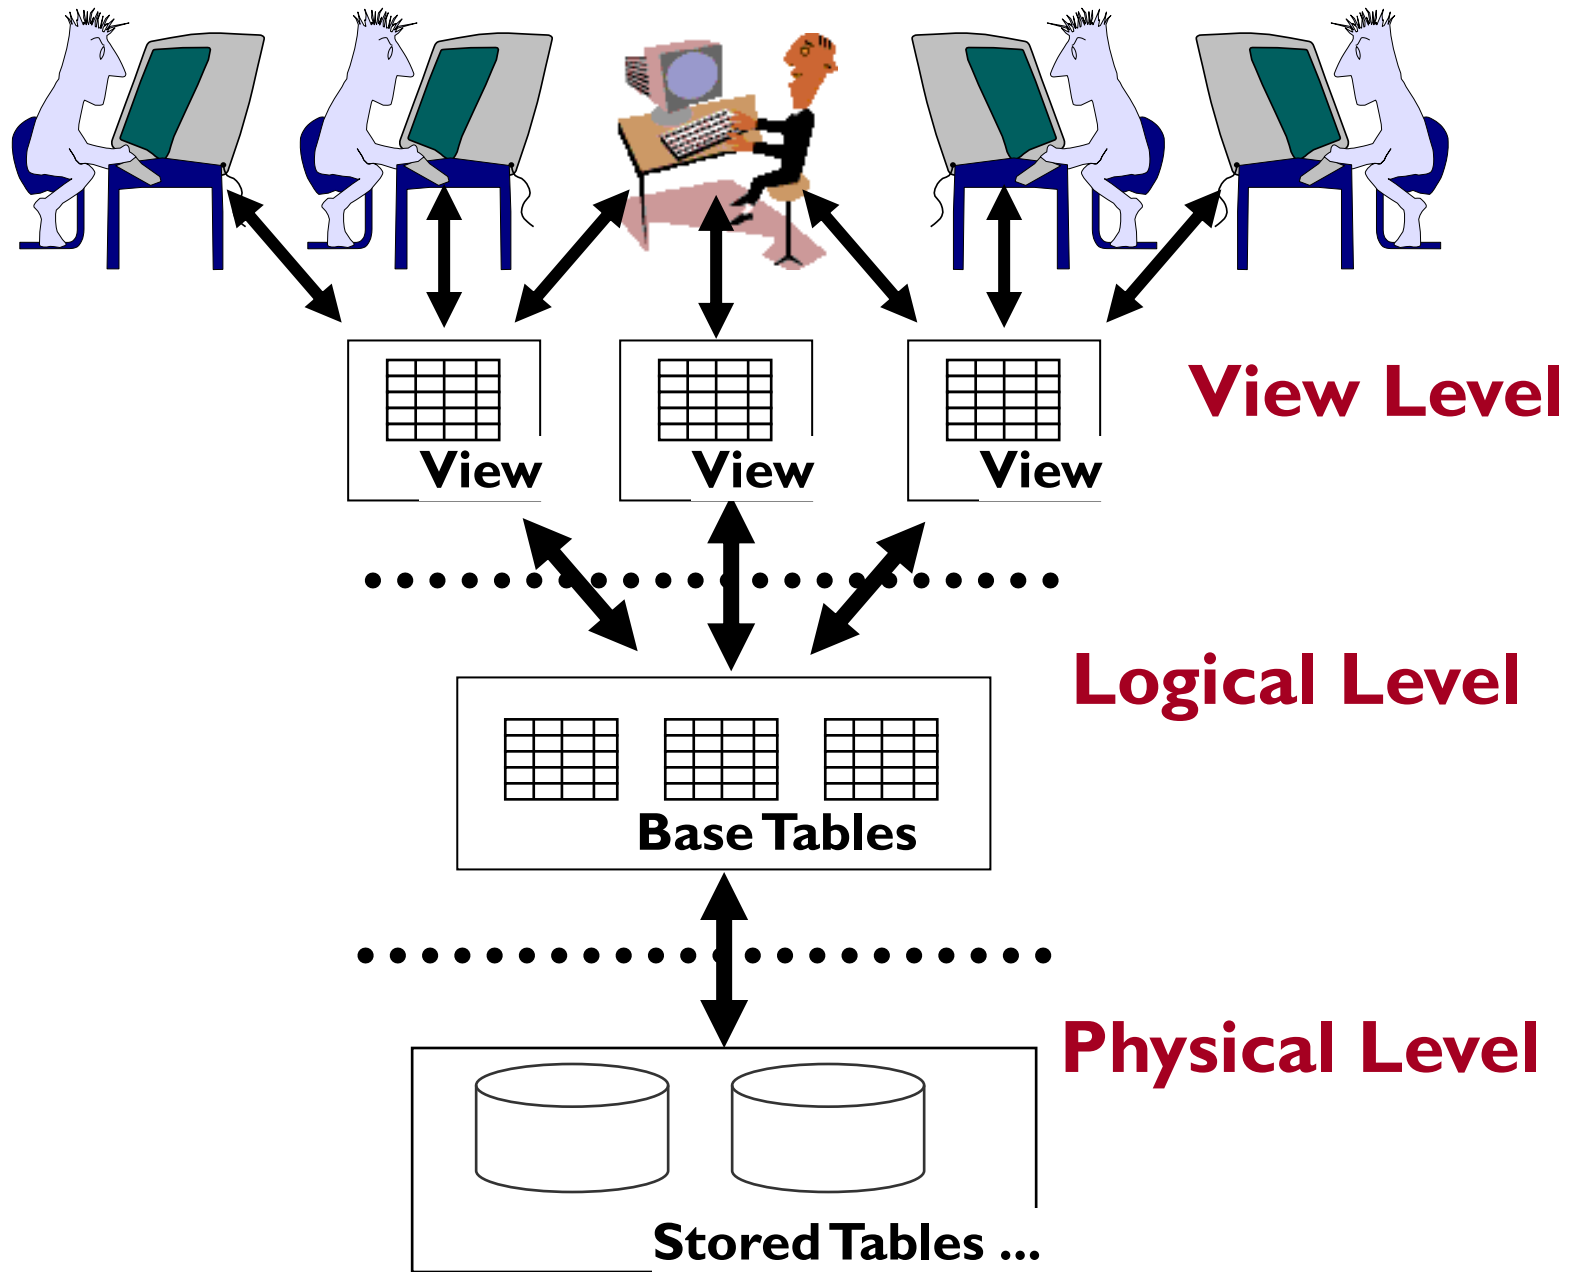 View Level
View
View
View
Logical Level
Base Tables
Physical Level
Stored Tables ...